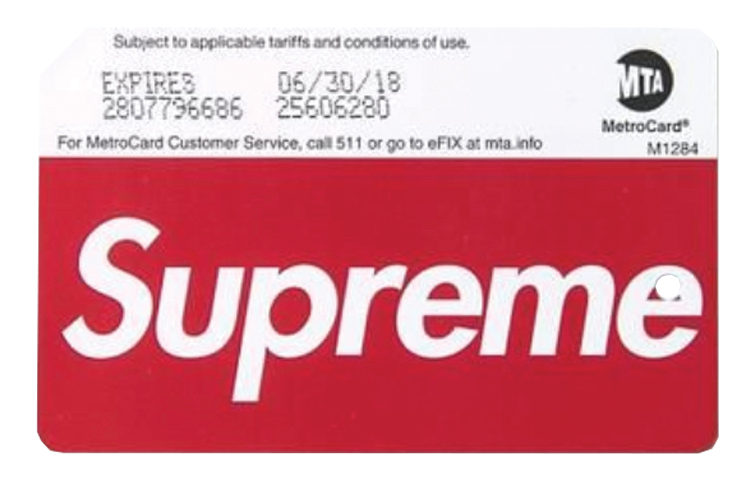 Subject to applicable tariffs and conditions of use.
EXPIRES 06/30/18
2807796686 25606280
MTA
MetroCard®
For MetroCard Customer Service, call 511 or go to eFIX at mta.info
M1284
Supreme